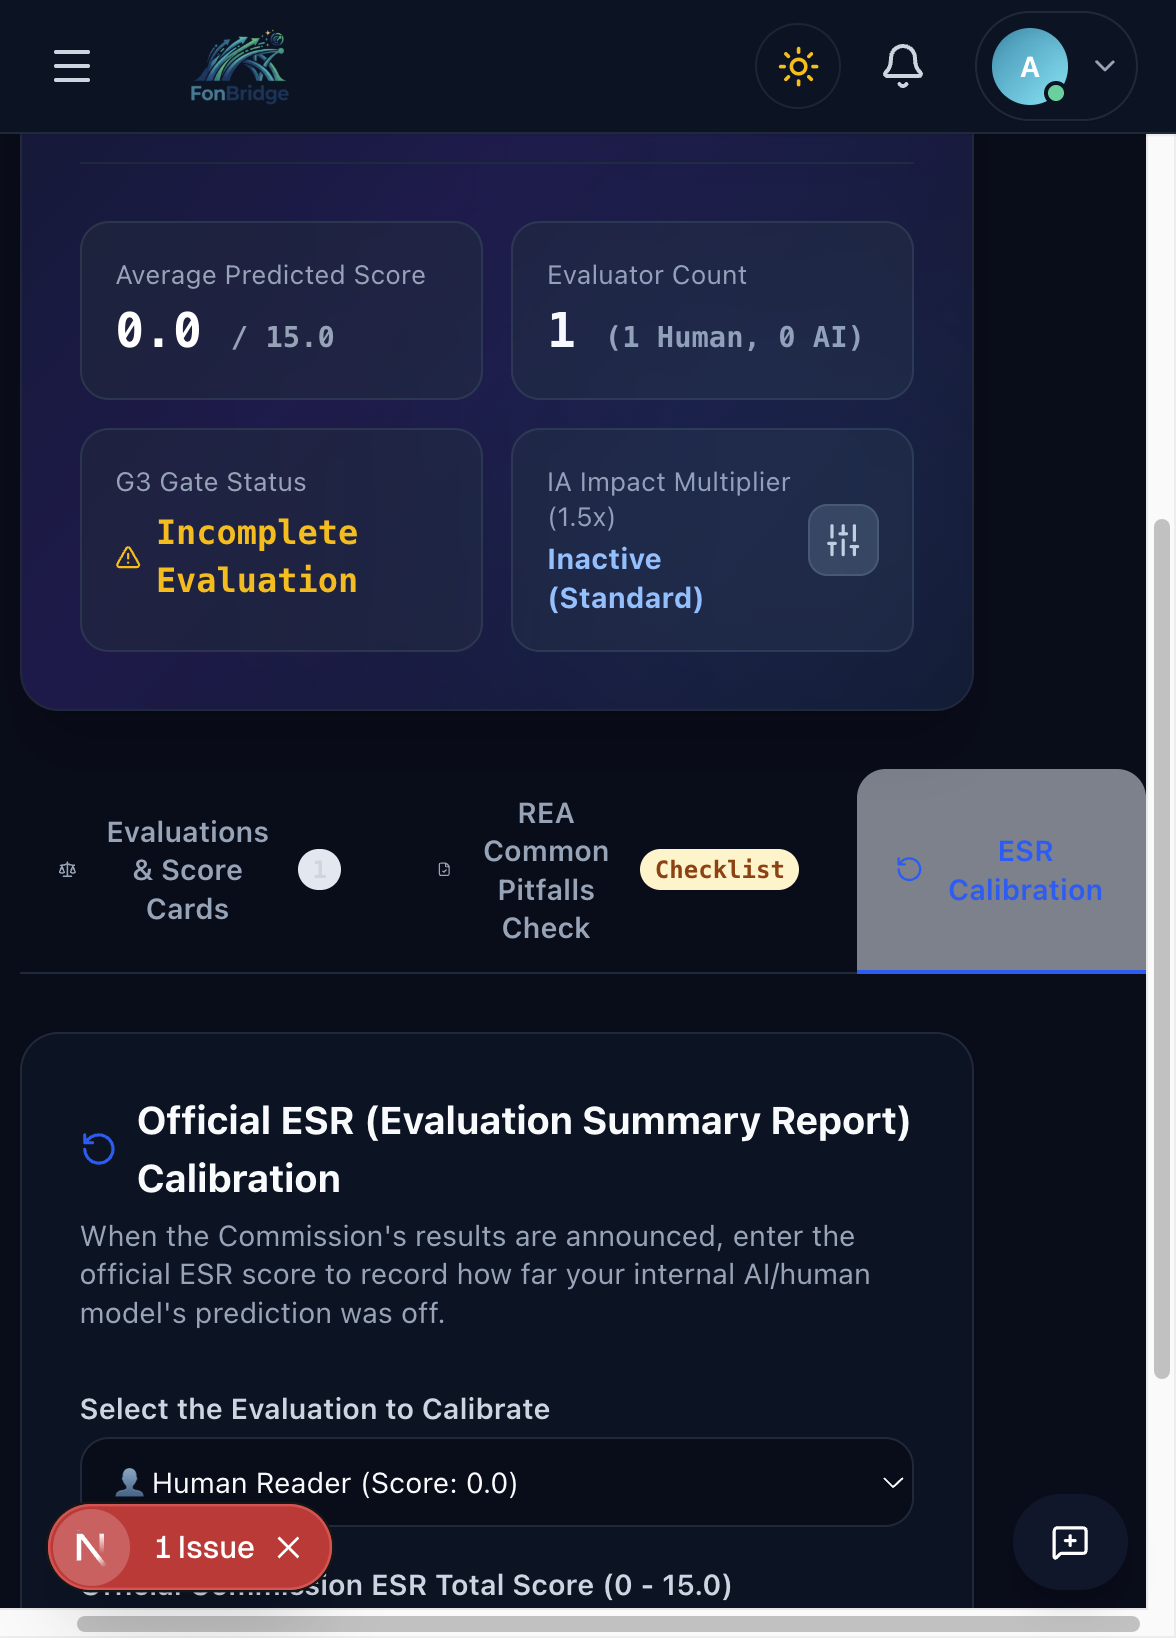 FonBridge
A
Average Predicted Score
0.0 / 15.0
Evaluator Count
1 (1 Human, 0 AI)
G3 Gate Status
Incomplete
Evaluation
IA Impact Multiplier
(1.5x)
Inactive
(Standard)
Evaluations
& Score
Cards
1
REA
Common
Pitfalls
Check
Checklist
ESR
Calibration
Official ESR (Evaluation Summary Report)
Calibration
When the Commission's results are announced, enter the
official ESR score to record how far your internal AI/human
model's prediction was off.
Select the Evaluation to Calibrate
Human Reader (Score: 0.0)
N 1 Issue
Official Commission ESR Total Score (0 - 15.0)